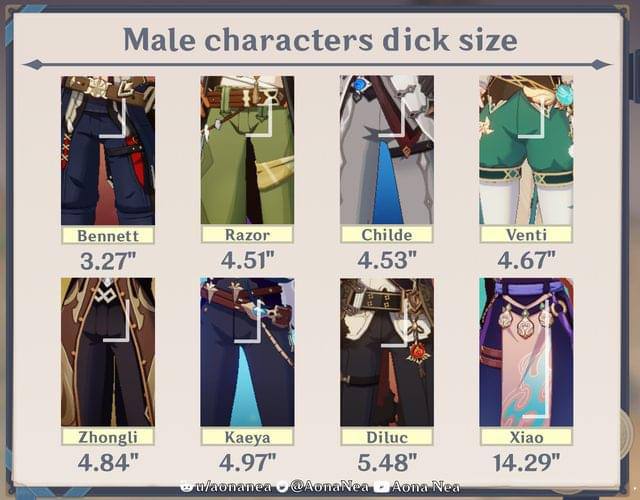 Male characters dick size
Bennett Razor Childe Venti
3.27" 4.51" 4.53" 4.67"
Zhongli Kaeya Diluc Xiao
4.84" 4.97" 5.48" 14.29"
u/aonanea @AonaNea Aona Nea